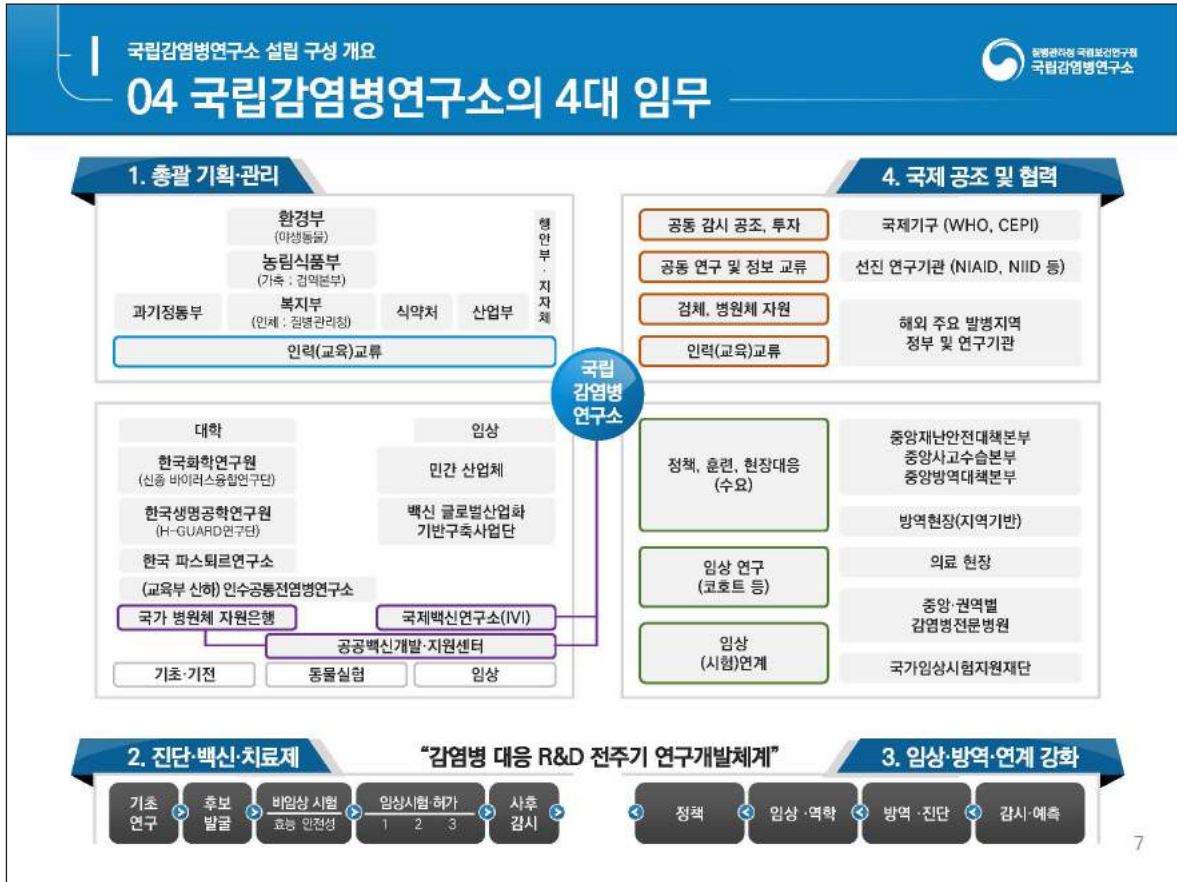 국립감염병연구소 설립 구성 개요
04 국립감염병연구소의 4대 임무
질병관리청 국립보건연구원
국립감염병연구소
1. 총괄 기획·관리
환경부
(야생동물)
농림식품부
(가축 : 검역본부)
과기정통부
복지부
(인체 : 질병관리청)
식약처
산업부
행안부·지자체
인력(교육)교류
4. 국제 공조 및 협력
공동 감시 공조, 투자
국제기구 (WHO, CEPI)
공동 연구 및 정보 교류
선진 연구기관 (NIAID, NIID 등)
검체, 병원체 자원
인력(교육)교류
해외 주요 발병지역
정부 및 연구기관
국립
감염병
연구소
대학
임상
한국화학연구원
(신종 바이러스융합연구단)
민간 산업체
한국생명공학연구원
(H-GUARD연구단)
백신 글로벌산업화
기반구축사업단
한국 파스퇴르연구소
(교육부 산하) 인수공통전염병연구소
국가 병원체 자원은행
국제백신연구소(IVI)
공공백신개발·지원센터
기초·기전
동물실험
임상
정책, 훈련, 현장대응
(수요)
중앙재난안전대책본부
중앙사고수습본부
중앙방역대책본부
방역현장(지역기반)
임상 연구
(코호트 등)
의료 현장
중앙·권역별
감염병전문병원
임상
(시험)연계
국가임상시험지원재단
2. 진단·백신·치료제
"감염병 대응 R&D 전주기 연구개발체계"
3. 임상·방역·연계 강화
기초
연구
후보
발굴
비임상 시험
효능 안전성
임상시험·허가
1 2 3
사후
감시
정책
임상·역학
방역·진단
감시·예측
7